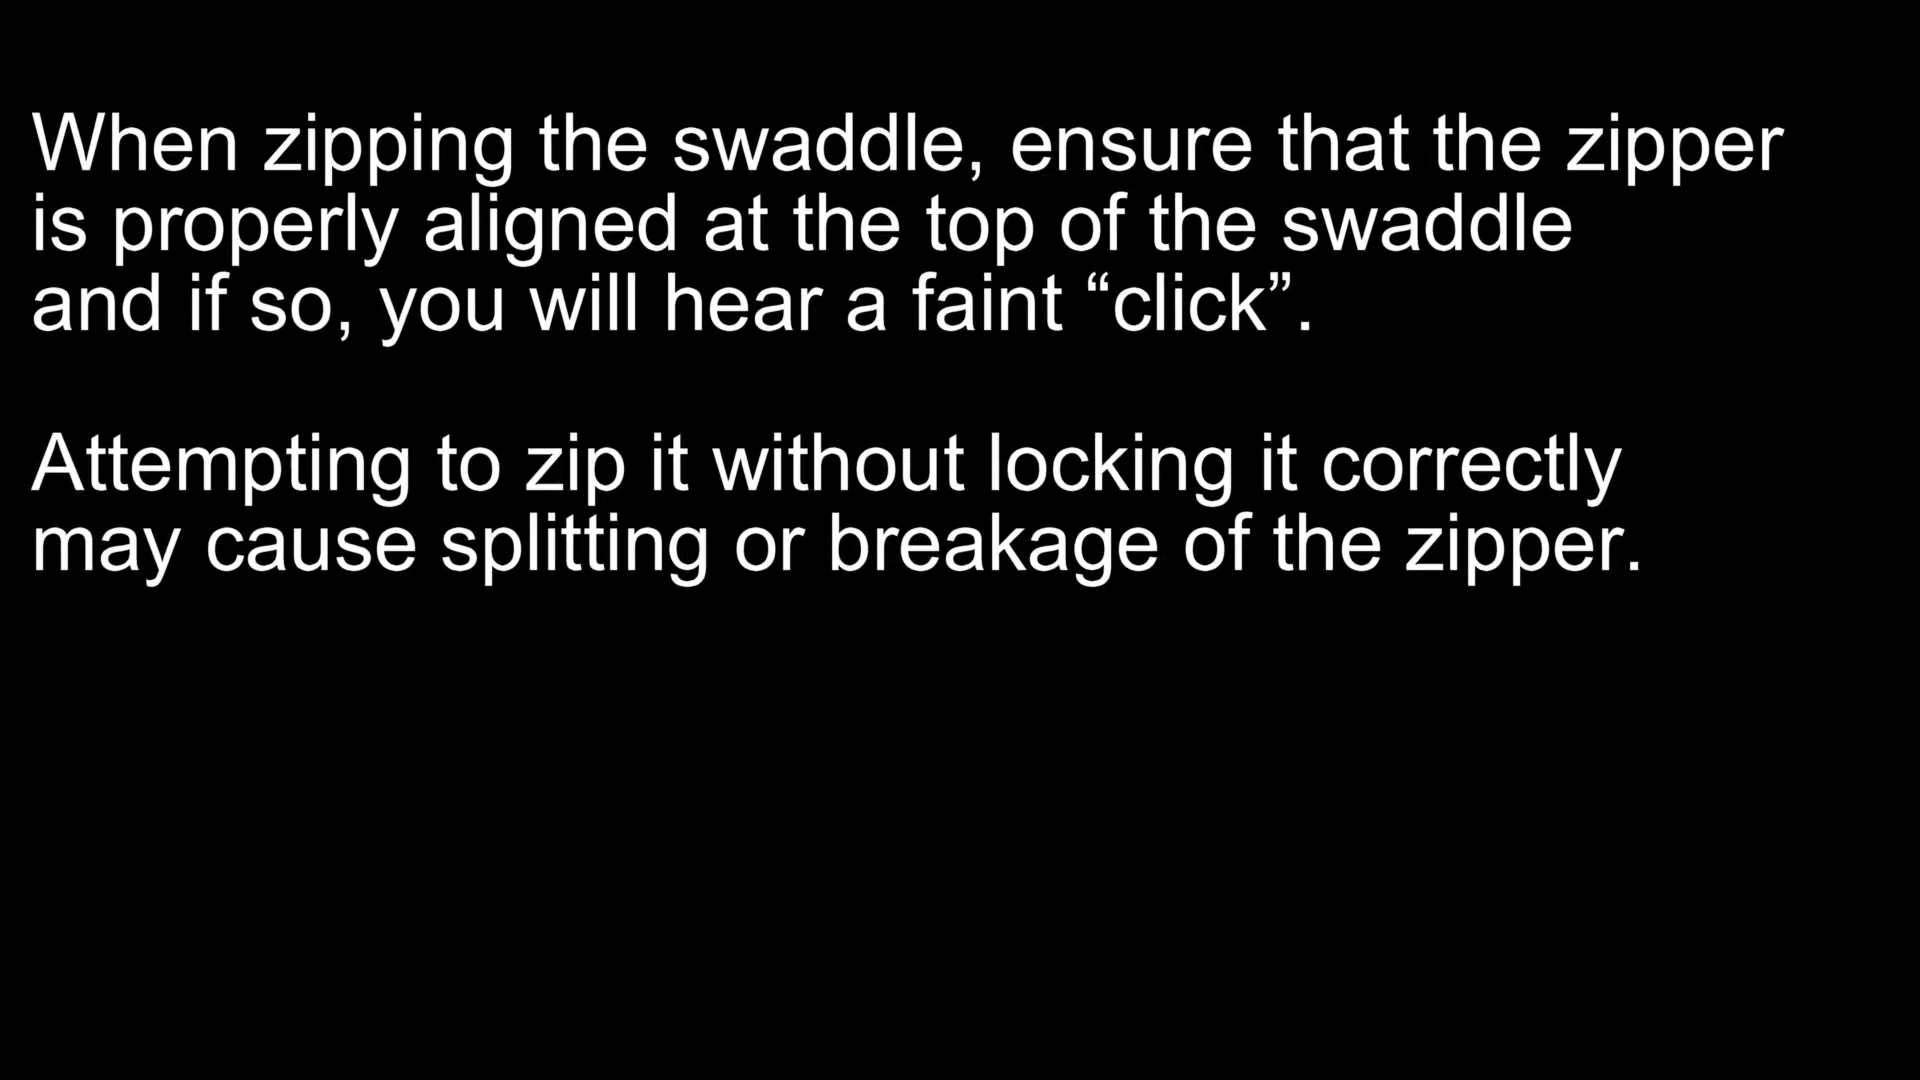 When zipping the swaddle, ensure that the zipper
is properly aligned at the top of the swaddle
and if so, you will hear a faint “click”.
Attempting to zip it without locking it correctly
may cause splitting or breakage of the zipper.